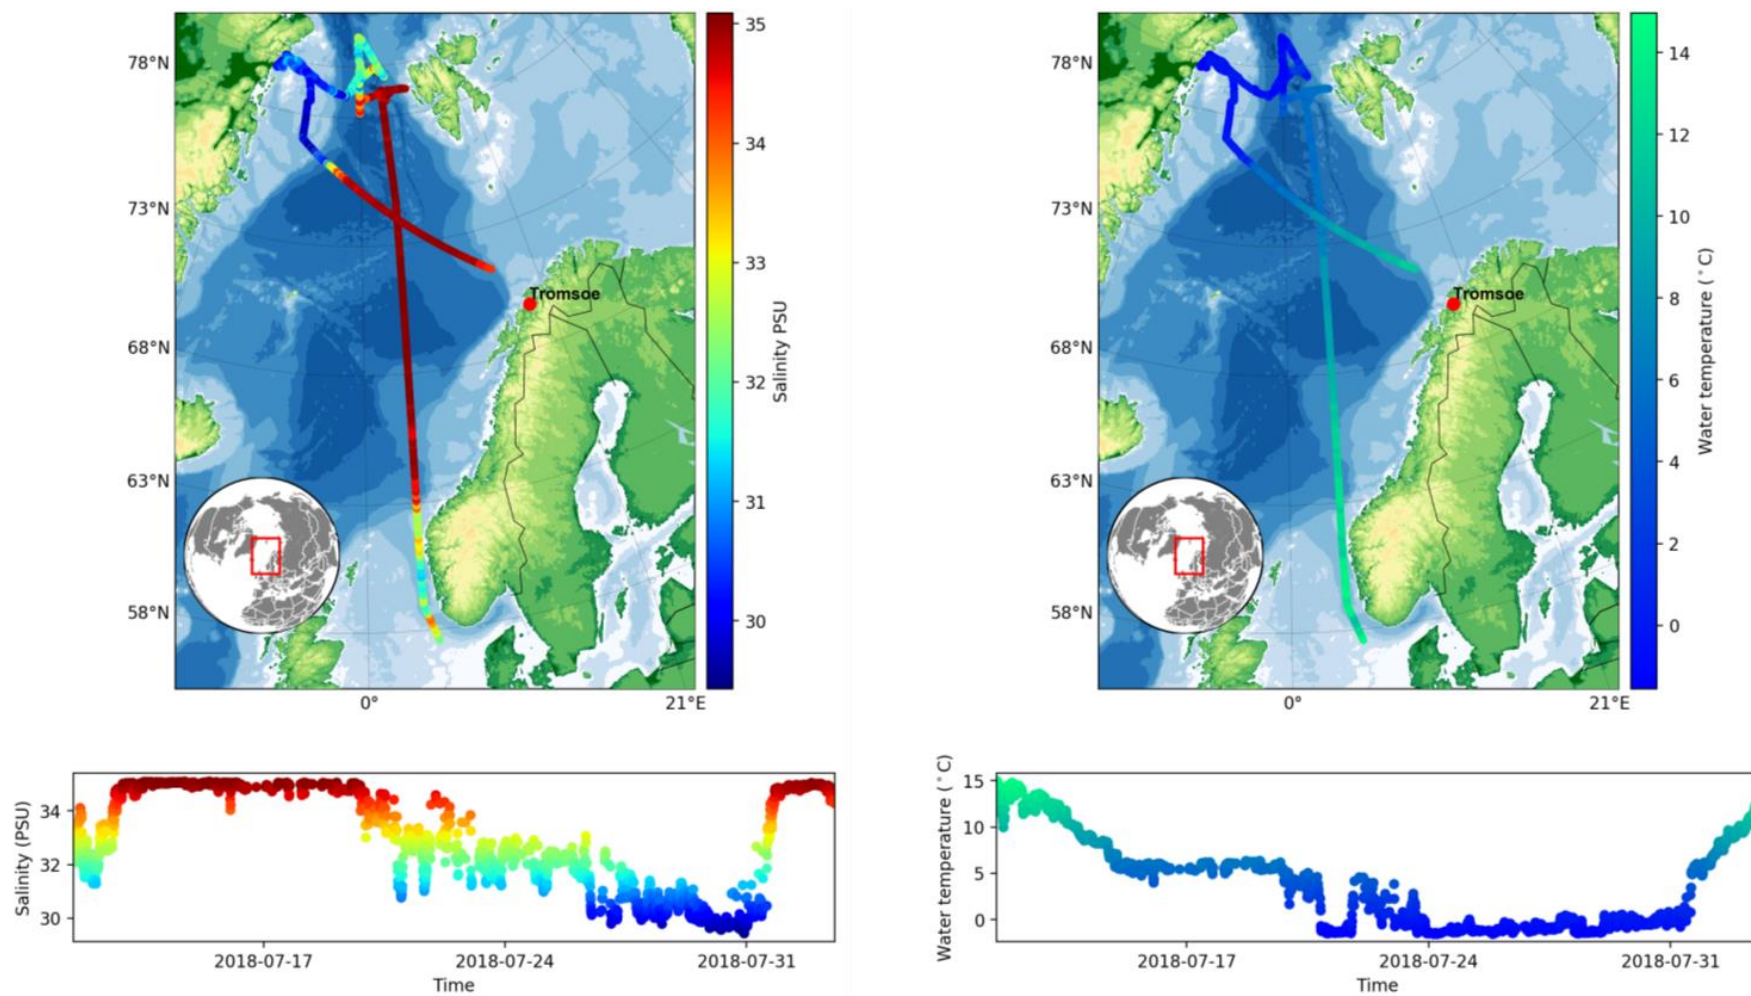 78°N
73°N
68°N
63°N
58°N
0°
21°E
Tromsoe
35
34
33
32
31
30
Salinity PSU
78°N
73°N
68°N
63°N
58°N
0°
21°E
Tromsoe
14
12
10
8
6
4
2
0
Water temperature (°C)
34
32
30
Salinity (PSU)
2018-07-17
2018-07-24
2018-07-31
Time
15
10
5
0
Water temperature (°C)
2018-07-17
2018-07-24
2018-07-31
Time